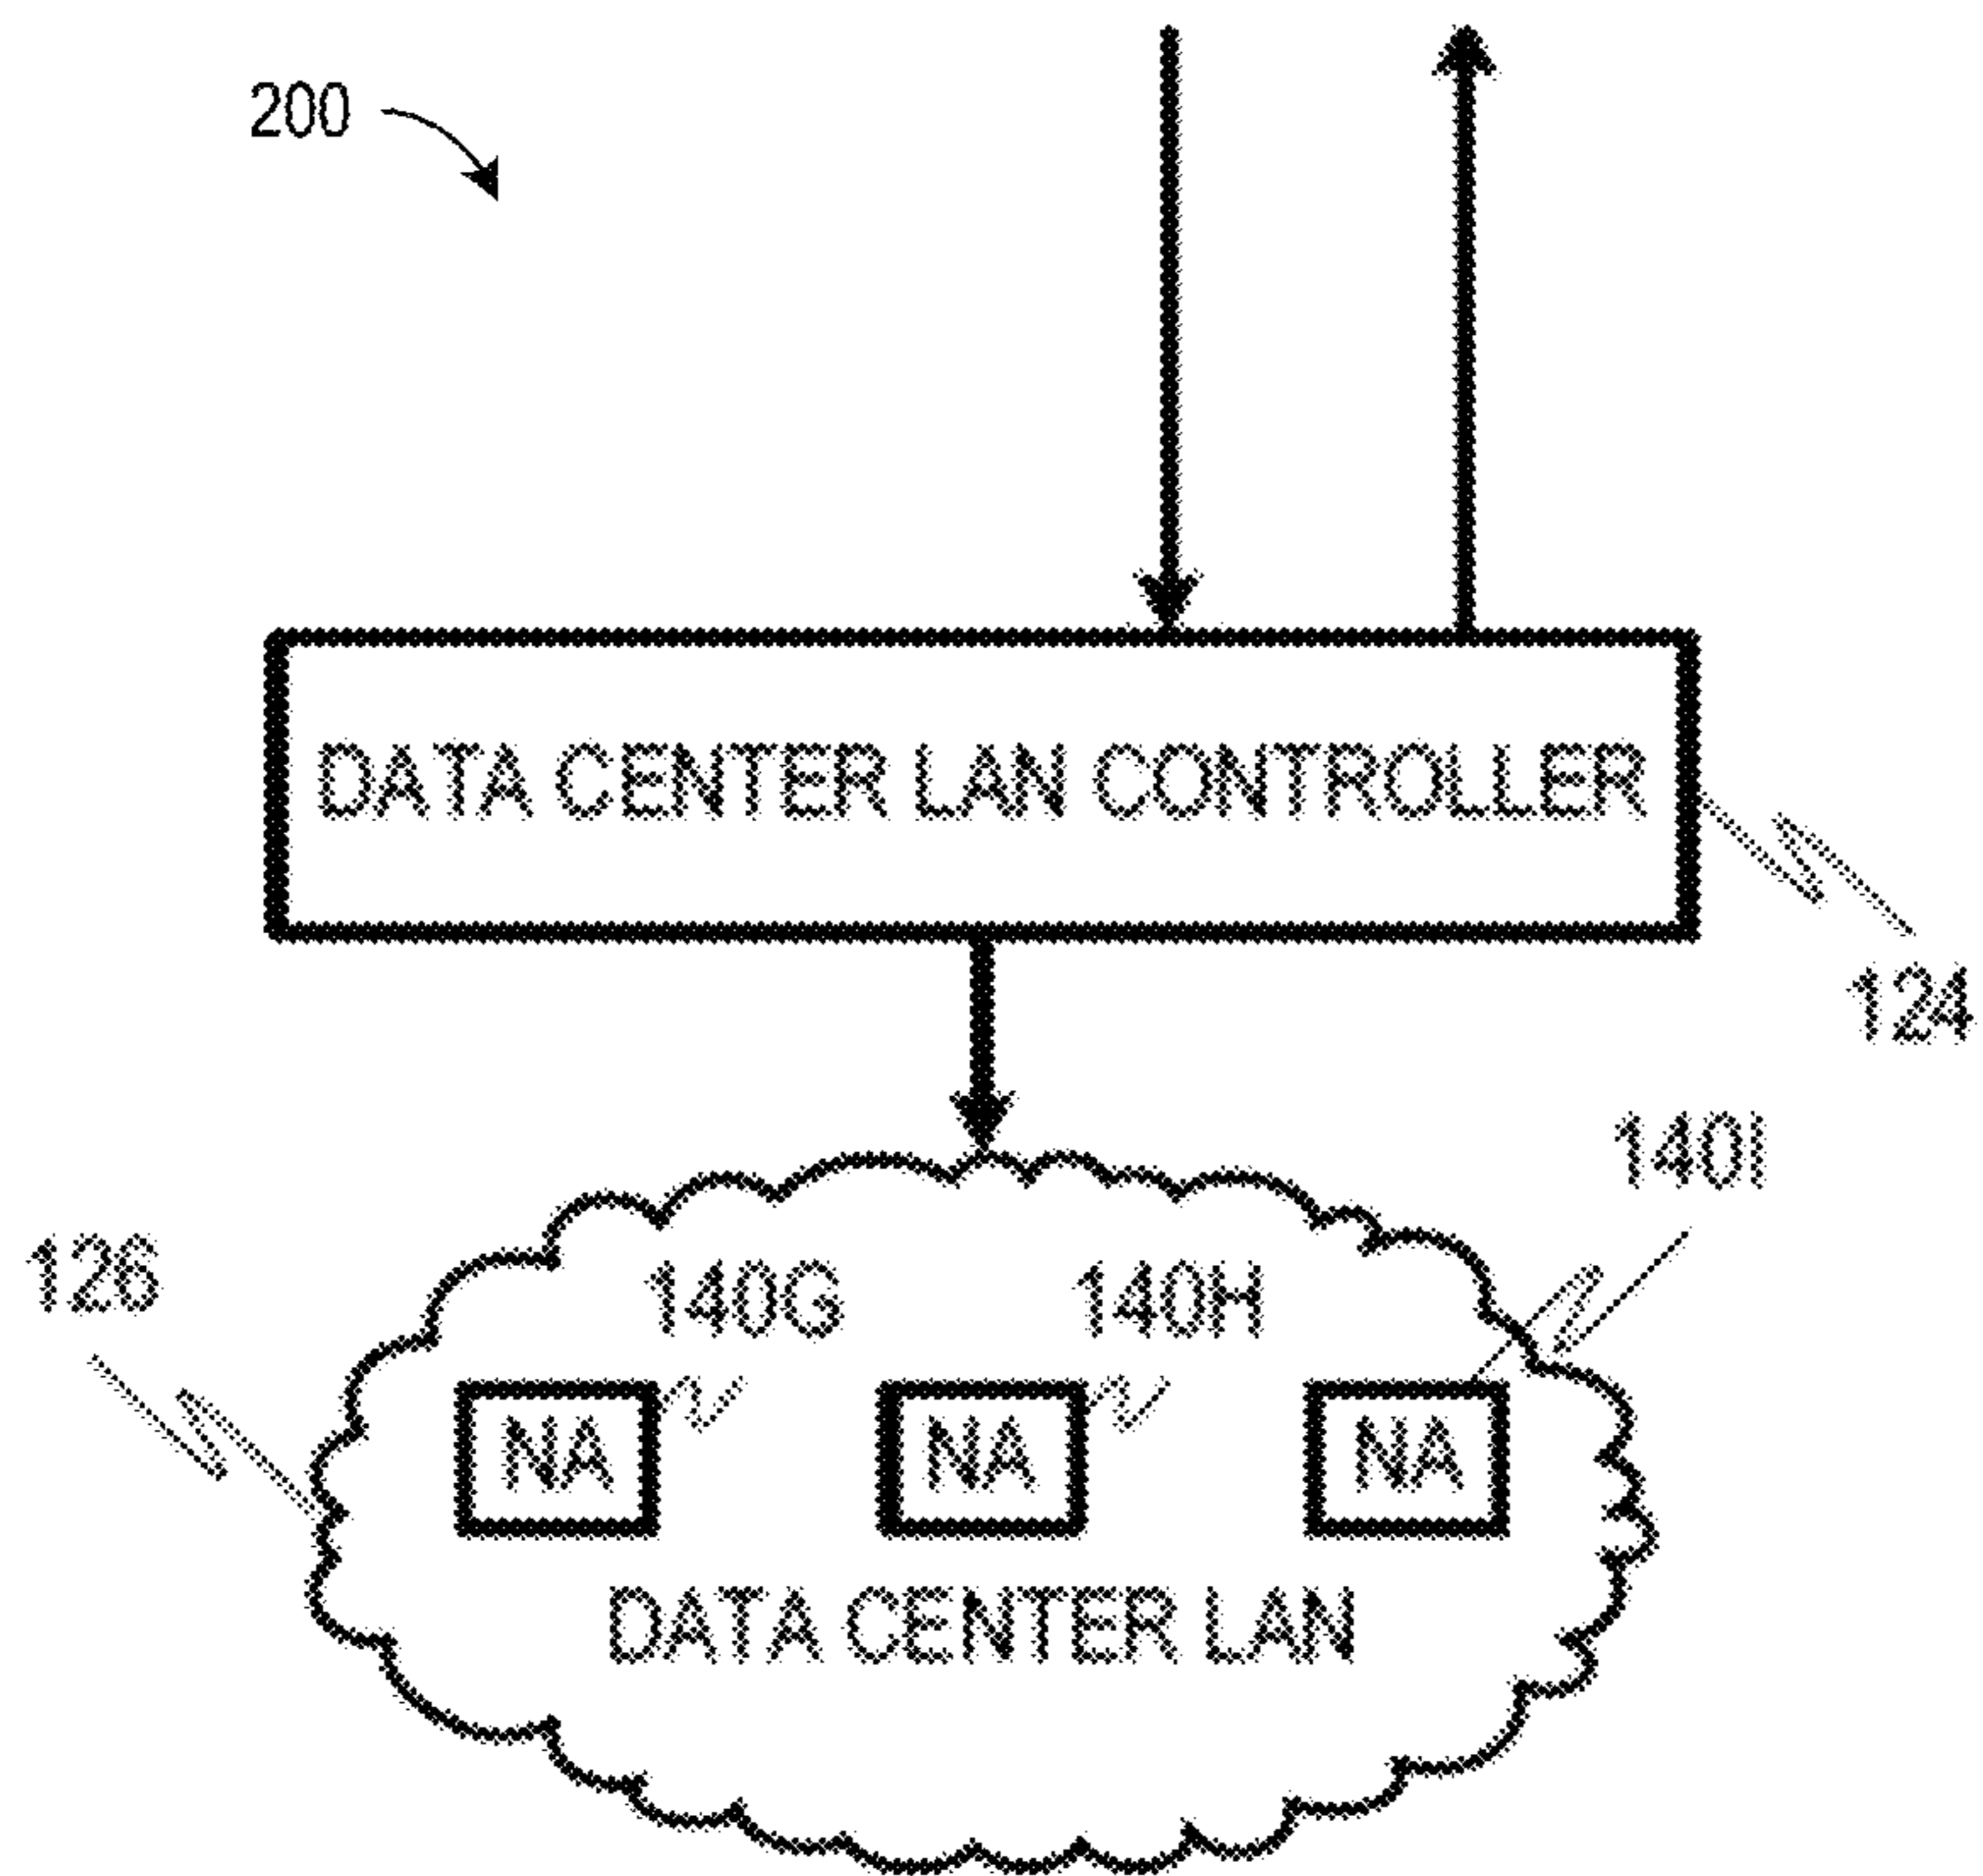 200
DATA CENTER LAN CONTROLLER
124
140I
126
140G
140H
NA
NA
NA
DATA CENTER LAN